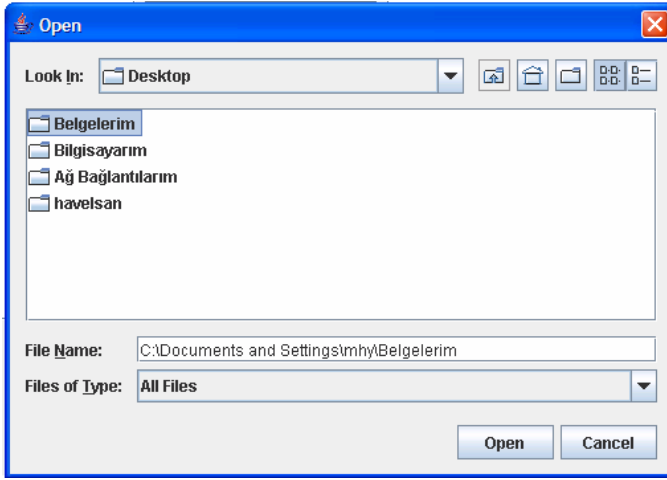 Open
Look In: Desktop
Belgelerim
Bilgisayarım
Ağ Bağlantılarım
havelsan
File Name: C:\Documents and Settings\mhy\Belgelerim
Files of Type: All Files
Open Cancel